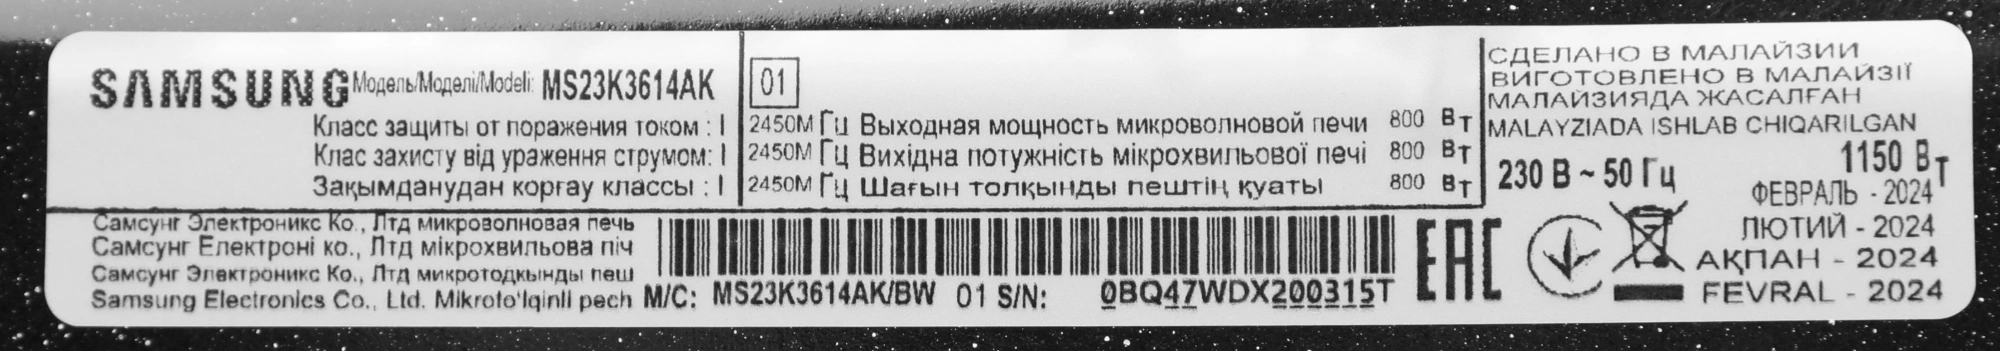 SAMSUNG Модель/Моделі/Modeli: MS23K3614AK
Класс защиты от поражения током : I
Клас захисту від ураження струмом: I
Зақымданудан қорғау классы : I
01
2450М Гц Выходная мощность микроволновой печи 800 Вт
2450М Гц Вихідна потужність мікрохвильової печі 800 Вт
2450М Гц Шағын толқынды пештің қуаты 800 Вт
СДЕЛАНО В МАЛАЙЗИИ
ВИГОТОВЛЕНО В МАЛАЙЗІЇ
МАЛАЙЗИЯДА ЖАСАЛҒАН
MALAYZIADA ISHLAB CHIQARILGAN
230 В ~ 50 Гц 1150 Вт
ФЕВРАЛЬ - 2024
ЛЮТИЙ - 2024
АҚПАН - 2024
FEVRAL - 2024
Самсунг Электроникс Ко., Лтд микроволновая печь
Самсунг Електроні ко., Лтд мікрохвильова піч
Самсунг Электроникс Ко., Лтд микротодкынды пеш
Samsung Electronics Co., Ltd. Mikroto'lqinli pech
M/C: MS23K3614AK/BW 01 S/N: 0BQ47WDX200315T
EAC